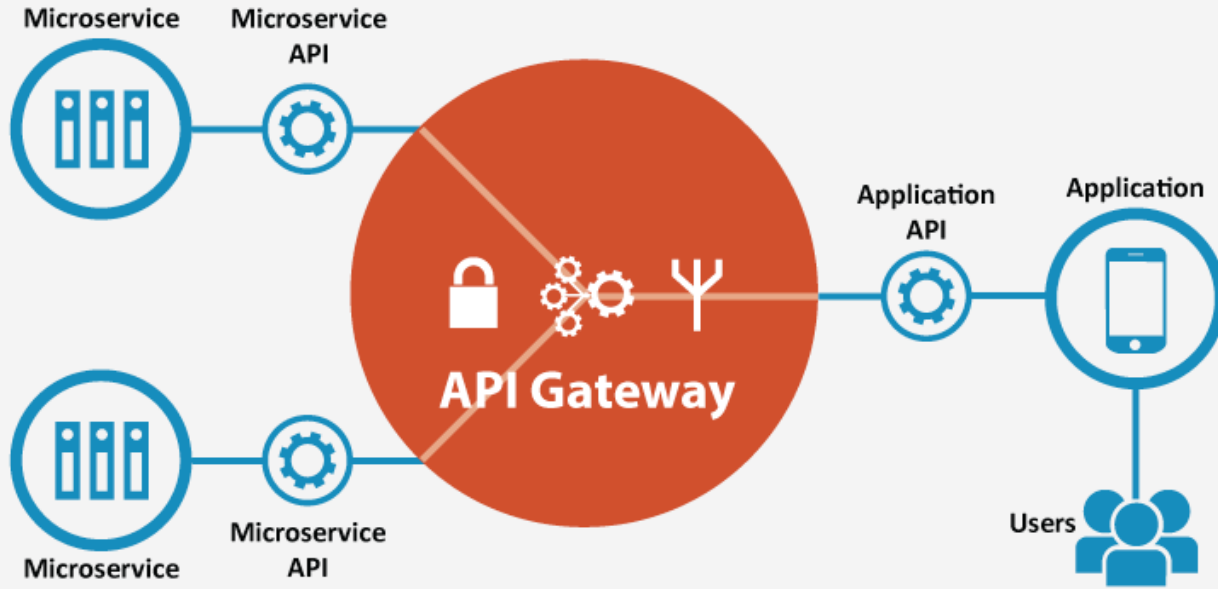 Microservice
Microservice
API
Application
API
Application
API Gateway
Users
Microservice
API
Microservice